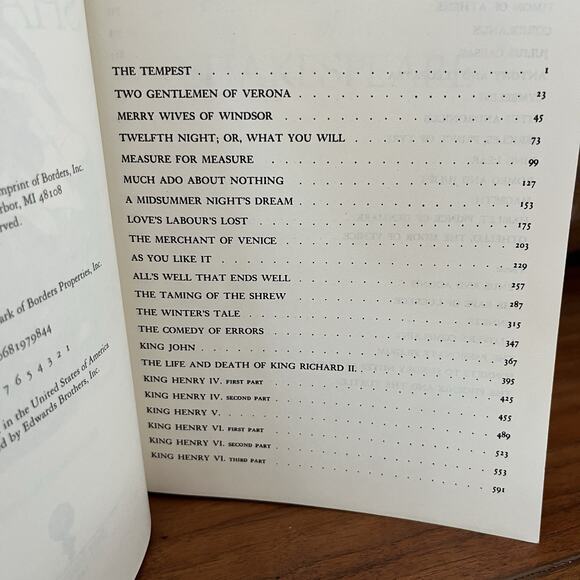 mprint of Borders, Inc.
rbor, MI 48108
rved.
ark of Borders Properties, Inc.
0681979844
7 6 5 4 3 2 1
in the United States of America
d by Edwards Brothers, Inc.
THE TEMPEST . . . . . . . . . . 1
TWO GENTLEMEN OF VERONA . . . . . . . . . . 23
MERRY WIVES OF WINDSOR . . . . . . . . . . 45
TWELFTH NIGHT; OR, WHAT YOU WILL . . . . . . . . . . 73
MEASURE FOR MEASURE . . . . . . . . . . 99
MUCH ADO ABOUT NOTHING . . . . . . . . . . 127
A MIDSUMMER NIGHT'S DREAM . . . . . . . . . . 153
LOVE'S LABOUR'S LOST . . . . . . . . . . 175
THE MERCHANT OF VENICE . . . . . . . . . . 203
AS YOU LIKE IT . . . . . . . . . . 229
ALL'S WELL THAT ENDS WELL . . . . . . . . . . 257
THE TAMING OF THE SHREW . . . . . . . . . . 287
THE WINTER'S TALE . . . . . . . . . . 315
THE COMEDY OF ERRORS . . . . . . . . . . 347
KING JOHN . . . . . . . . . . 367
THE LIFE AND DEATH OF KING RICHARD II. . . . . . . . . . . 395
KING HENRY IV. FIRST PART . . . . . . . . . . 425
KING HENRY IV. SECOND PART . . . . . . . . . . 455
KING HENRY V. . . . . . . . . . . 489
KING HENRY VI. FIRST PART . . . . . . . . . . 523
KING HENRY VI. SECOND PART . . . . . . . . . . 553
KING HENRY VI. THIRD PART . . . . . . . . . . 591